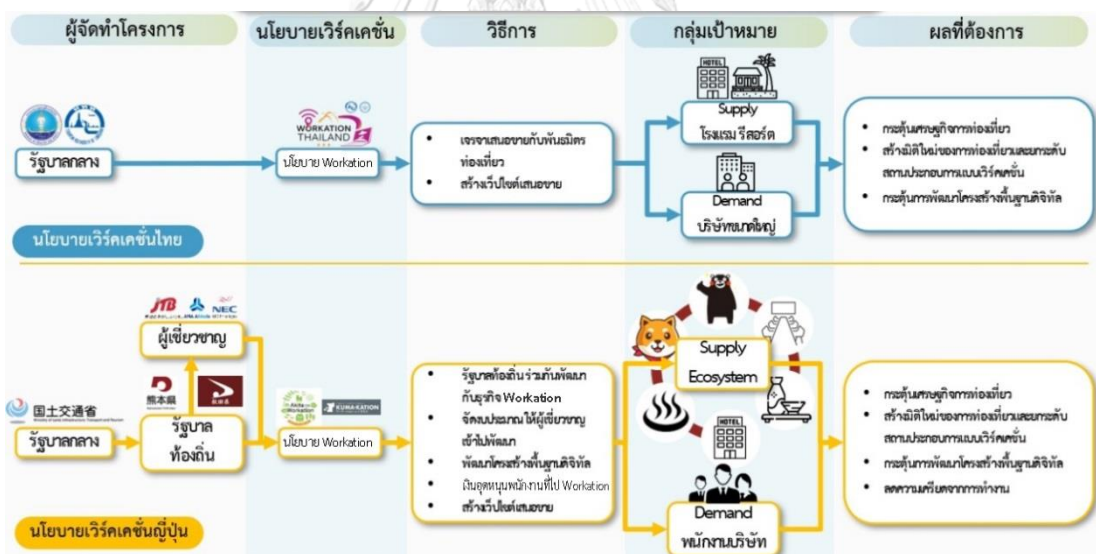 ผู้จัดทำโครงการ
นโยบายเวิร์คเคชั่น
วิธีการ
กลุ่มเป้าหมาย
ผลที่ต้องการ
รัฐบาลกลาง
WORKATION
THAILAND
นโยบาย Workation
• เจรจาเสนอขายกับพันธมิตร
ท่องเที่ยว
• สร้างเว็ปไซต์เสนอขาย
HOTEL
Supply
โรงแรม รีสอร์ต
Demand
บริษัทขนาดใหญ่
• กระตุ้นเศรษฐกิจการท่องเที่ยว
• สร้างมิติใหม่ของการท่องเที่ยวและยกระดับ
สถานประกอบการแบบเวิร์คเคชั่น
• กระตุ้นการพัฒนาโครงสร้างพื้นฐานดิจิทัล
นโยบายเวิร์คเคชั่นไทย
JTB
NEC
ผู้เชี่ยวชาญ
国土交通省
รัฐบาลกลาง
熊本県
รัฐบาล
ท้องถิ่น
Workation
KUMA-KATION
นโยบาย Workation
• รัฐบาลท้องถิ่น ร่วมกันพัฒนา
กับธุรกิจ Workation
• จัดงบประมาณ ให้ผู้เชี่ยวชาญ
เข้าไปพัฒนา
• พัฒนาโครงสร้างพื้นฐานดิจิทัล
• เงินอุดหนุนพนักงานที่ไป Workation
• สร้างเว็ปไซต์เสนอขาย
Supply
Ecosystem
HOTEL
Demand
พนักงานบริษัท
• กระตุ้นเศรษฐกิจการท่องเที่ยว
• สร้างมิติใหม่ของการท่องเที่ยวและยกระดับ
สถานประกอบการแบบเวิร์คเคชั่น
• กระตุ้นการพัฒนาโครงสร้างพื้นฐานดิจิทัล
• ลดความเครียดจากการทำงาน
นโยบายเวิร์คเคชั่นญี่ปุ่น